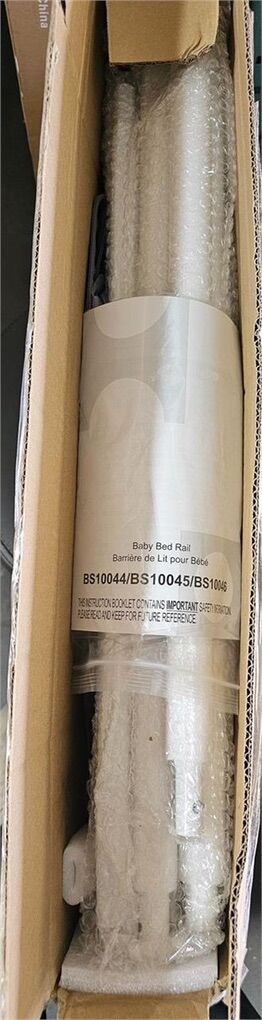 China
Baby Bed Rail
Barrière de Lit pour Bébé
BS10044/BS10045/BS10046
THIS INSTRUCTION BOOKLET CONTAINS IMPORTANT SAFETY INFORMATION
PLEASE READ AND KEEP FOR FUTURE REFERENCE.